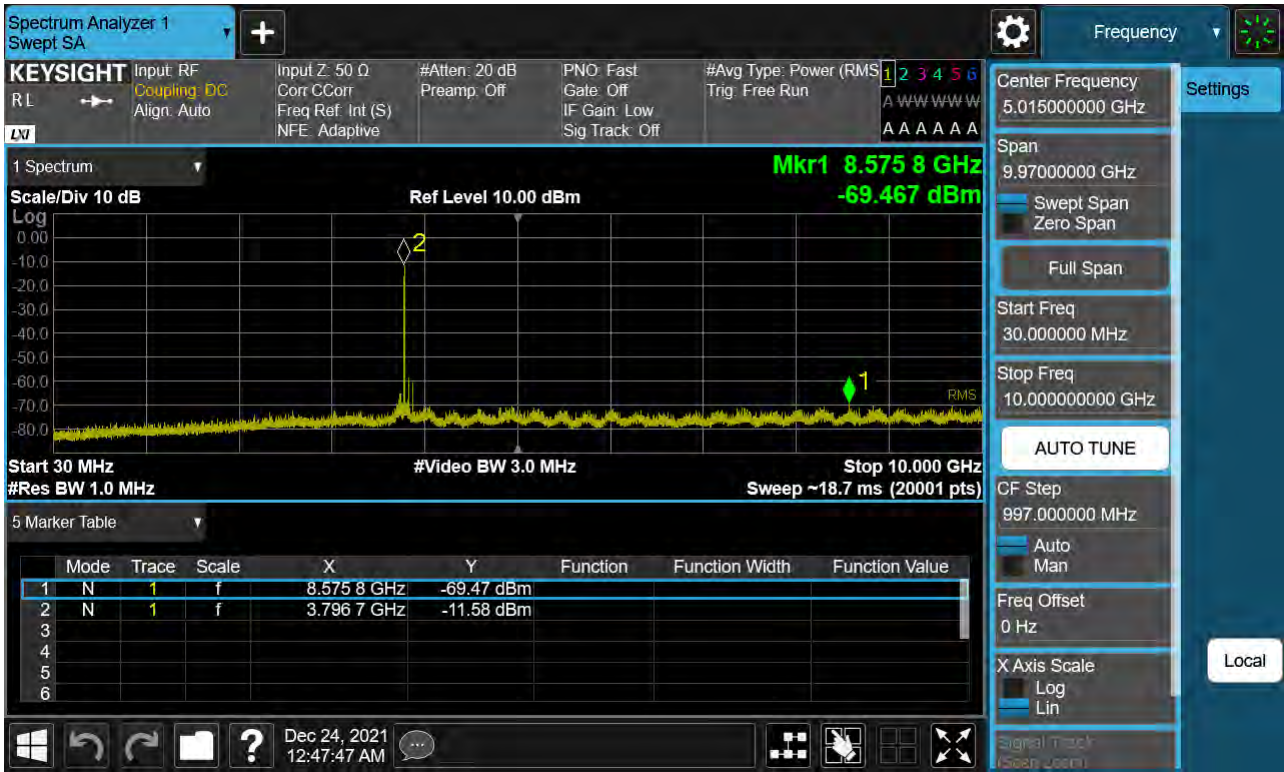 Spectrum Analyzer 1
Swept SA
+
Frequency
KEYSIGHT
RL
LXI
Input: RF
Coupling: DC
Align: Auto
Input Z: 50 Ω
Corr CCorr
Freq Ref: Int (S)
NFE: Adaptive
#Atten: 20 dB
Preamp: Off
PNO: Fast
Gate: Off
IF Gain: Low
Sig Track: Off
#Avg Type: Power (RMS
Trig: Free Run
1 2 3 4 5 6
A W W W W W
A A A A A A
1 Spectrum
Mkr1 8.575 8 GHz
Scale/Div 10 dB
Ref Level 10.00 dBm
-69.467 dBm
Log
0.00
-10.0
-20.0
-30.0
-40.0
-50.0
-60.0
-70.0
-80.0
2
1
RMS
Start 30 MHz
#Video BW 3.0 MHz
Stop 10.000 GHz
#Res BW 1.0 MHz
Sweep ~18.7 ms (20001 pts)
5 Marker Table
Mode Trace Scale X Y Function Function Width Function Value
1 N 1 f 8.575 8 GHz -69.47 dBm
2 N 1 f 3.796 7 GHz -11.58 dBm
3
4
5
6
Center Frequency
5.015000000 GHz
Settings
Span
9.97000000 GHz
Swept Span
Zero Span
Full Span
Start Freq
30.000000 MHz
Stop Freq
10.000000000 GHz
AUTO TUNE
CF Step
997.000000 MHz
Auto
Man
Freq Offset
0 Hz
X Axis Scale
Log
Lin
Signal Track
(Span Zoom)
Local
?
Dec 24, 2021
12:47:47 AM